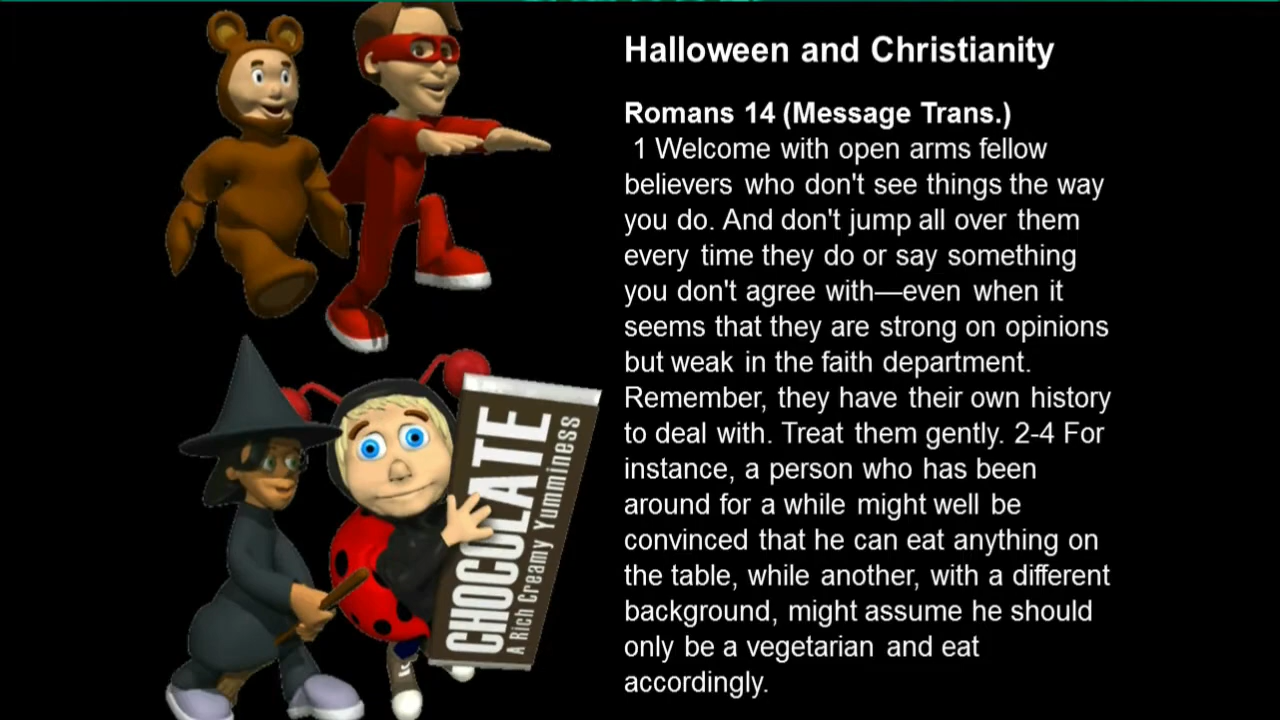 Halloween and Christianity
Romans 14 (Message Trans.)
1 Welcome with open arms fellow
believers who don't see things the way
you do. And don't jump all over them
every time they do or say something
you don't agree with—even when it
seems that they are strong on opinions
but weak in the faith department.
Remember, they have their own history
to deal with. Treat them gently. 2-4 For
instance, a person who has been
around for a while might well be
convinced that he can eat anything on
the table, while another, with a different
background, might assume he should
only be a vegetarian and eat
accordingly.
CHOCOLATE
A Rich Creamy Yumminess